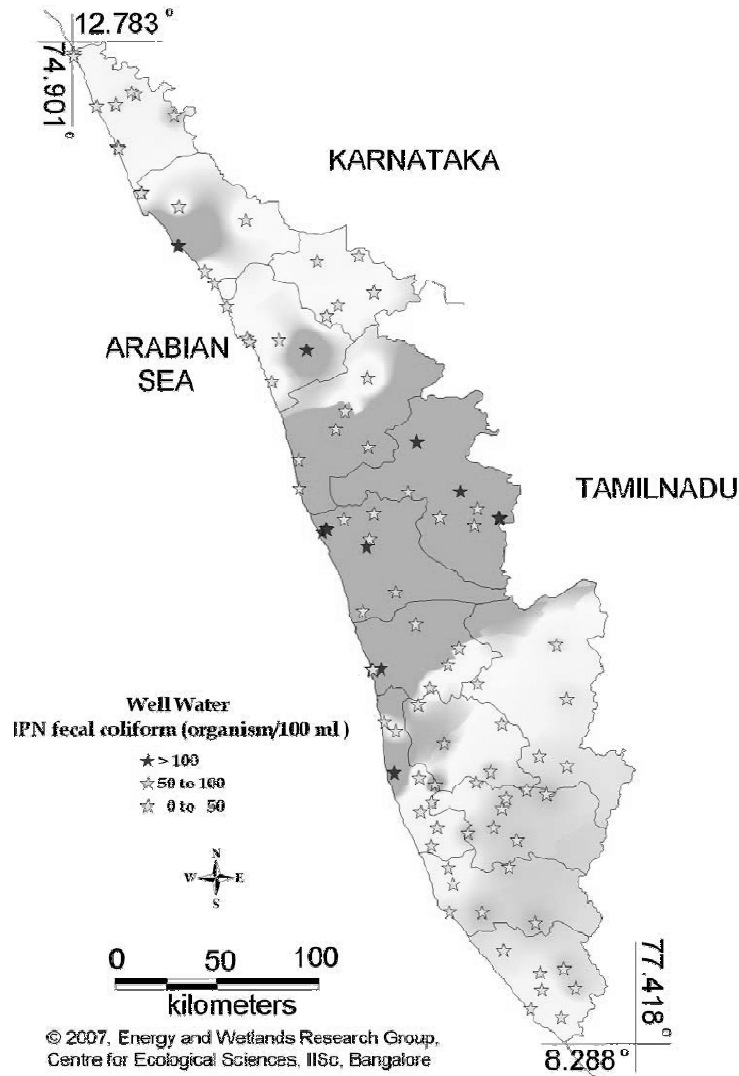 12.783 °
74.901 °
KARNATAKA
ARABIAN
SEA
TAMILNADU
Well Water
IPN fecal coliform (organism/100 ml )
> 100
50 to 100
0 to 50
N
W E
S
0 50 100
kilometers
77.418 °
8.288 °
© 2007, Energy and Wetlands Research Group,
Centre for Ecological Sciences, IISc, Bangalore